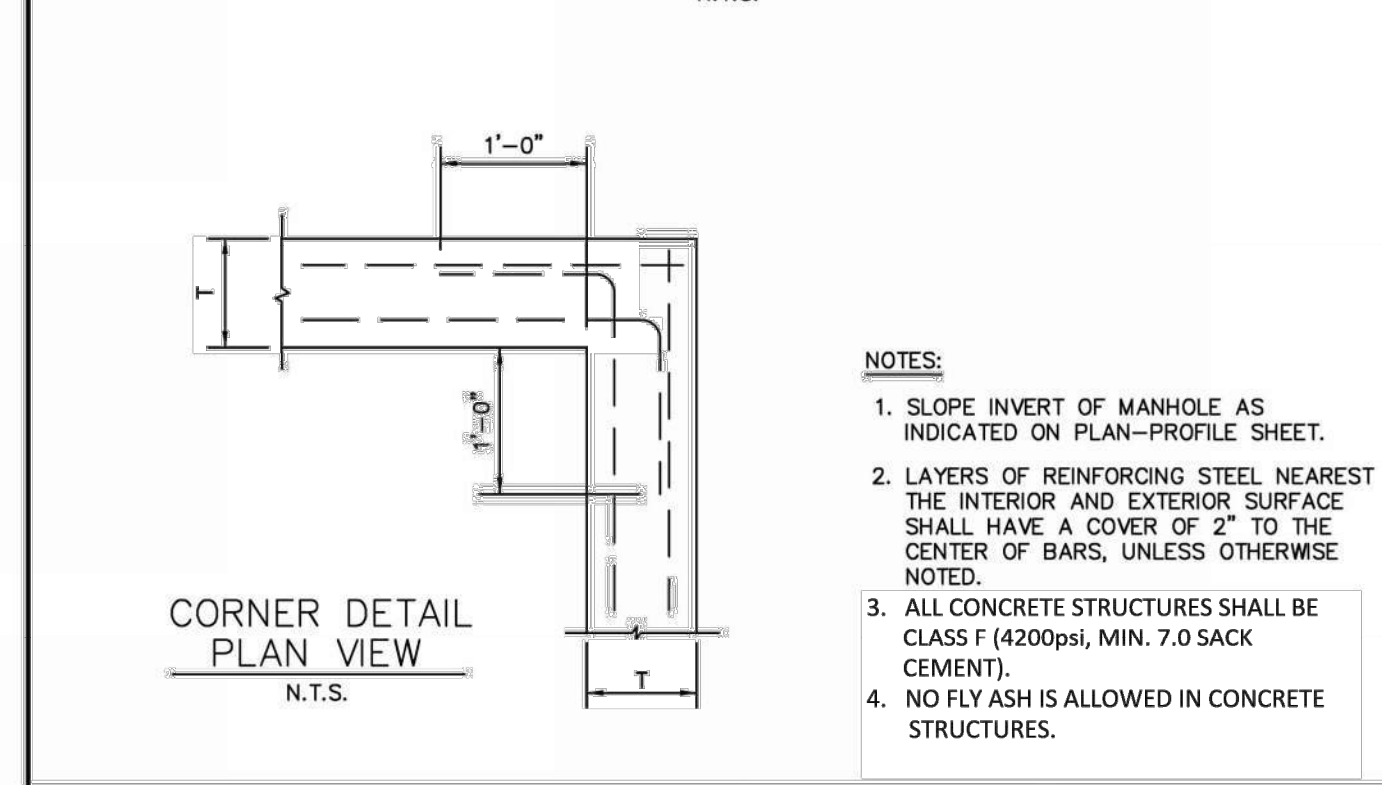 1'-0"
T
1'-0"
T
CORNER DETAIL
PLAN VIEW
N.T.S.
NOTES:
1. SLOPE INVERT OF MANHOLE AS
INDICATED ON PLAN-PROFILE SHEET.
2. LAYERS OF REINFORCING STEEL NEAREST
THE INTERIOR AND EXTERIOR SURFACE
SHALL HAVE A COVER OF 2" TO THE
CENTER OF BARS, UNLESS OTHERWISE
NOTED.
3. ALL CONCRETE STRUCTURES SHALL BE
CLASS F (4200psi, MIN. 7.0 SACK
CEMENT).
4. NO FLY ASH IS ALLOWED IN CONCRETE
STRUCTURES.